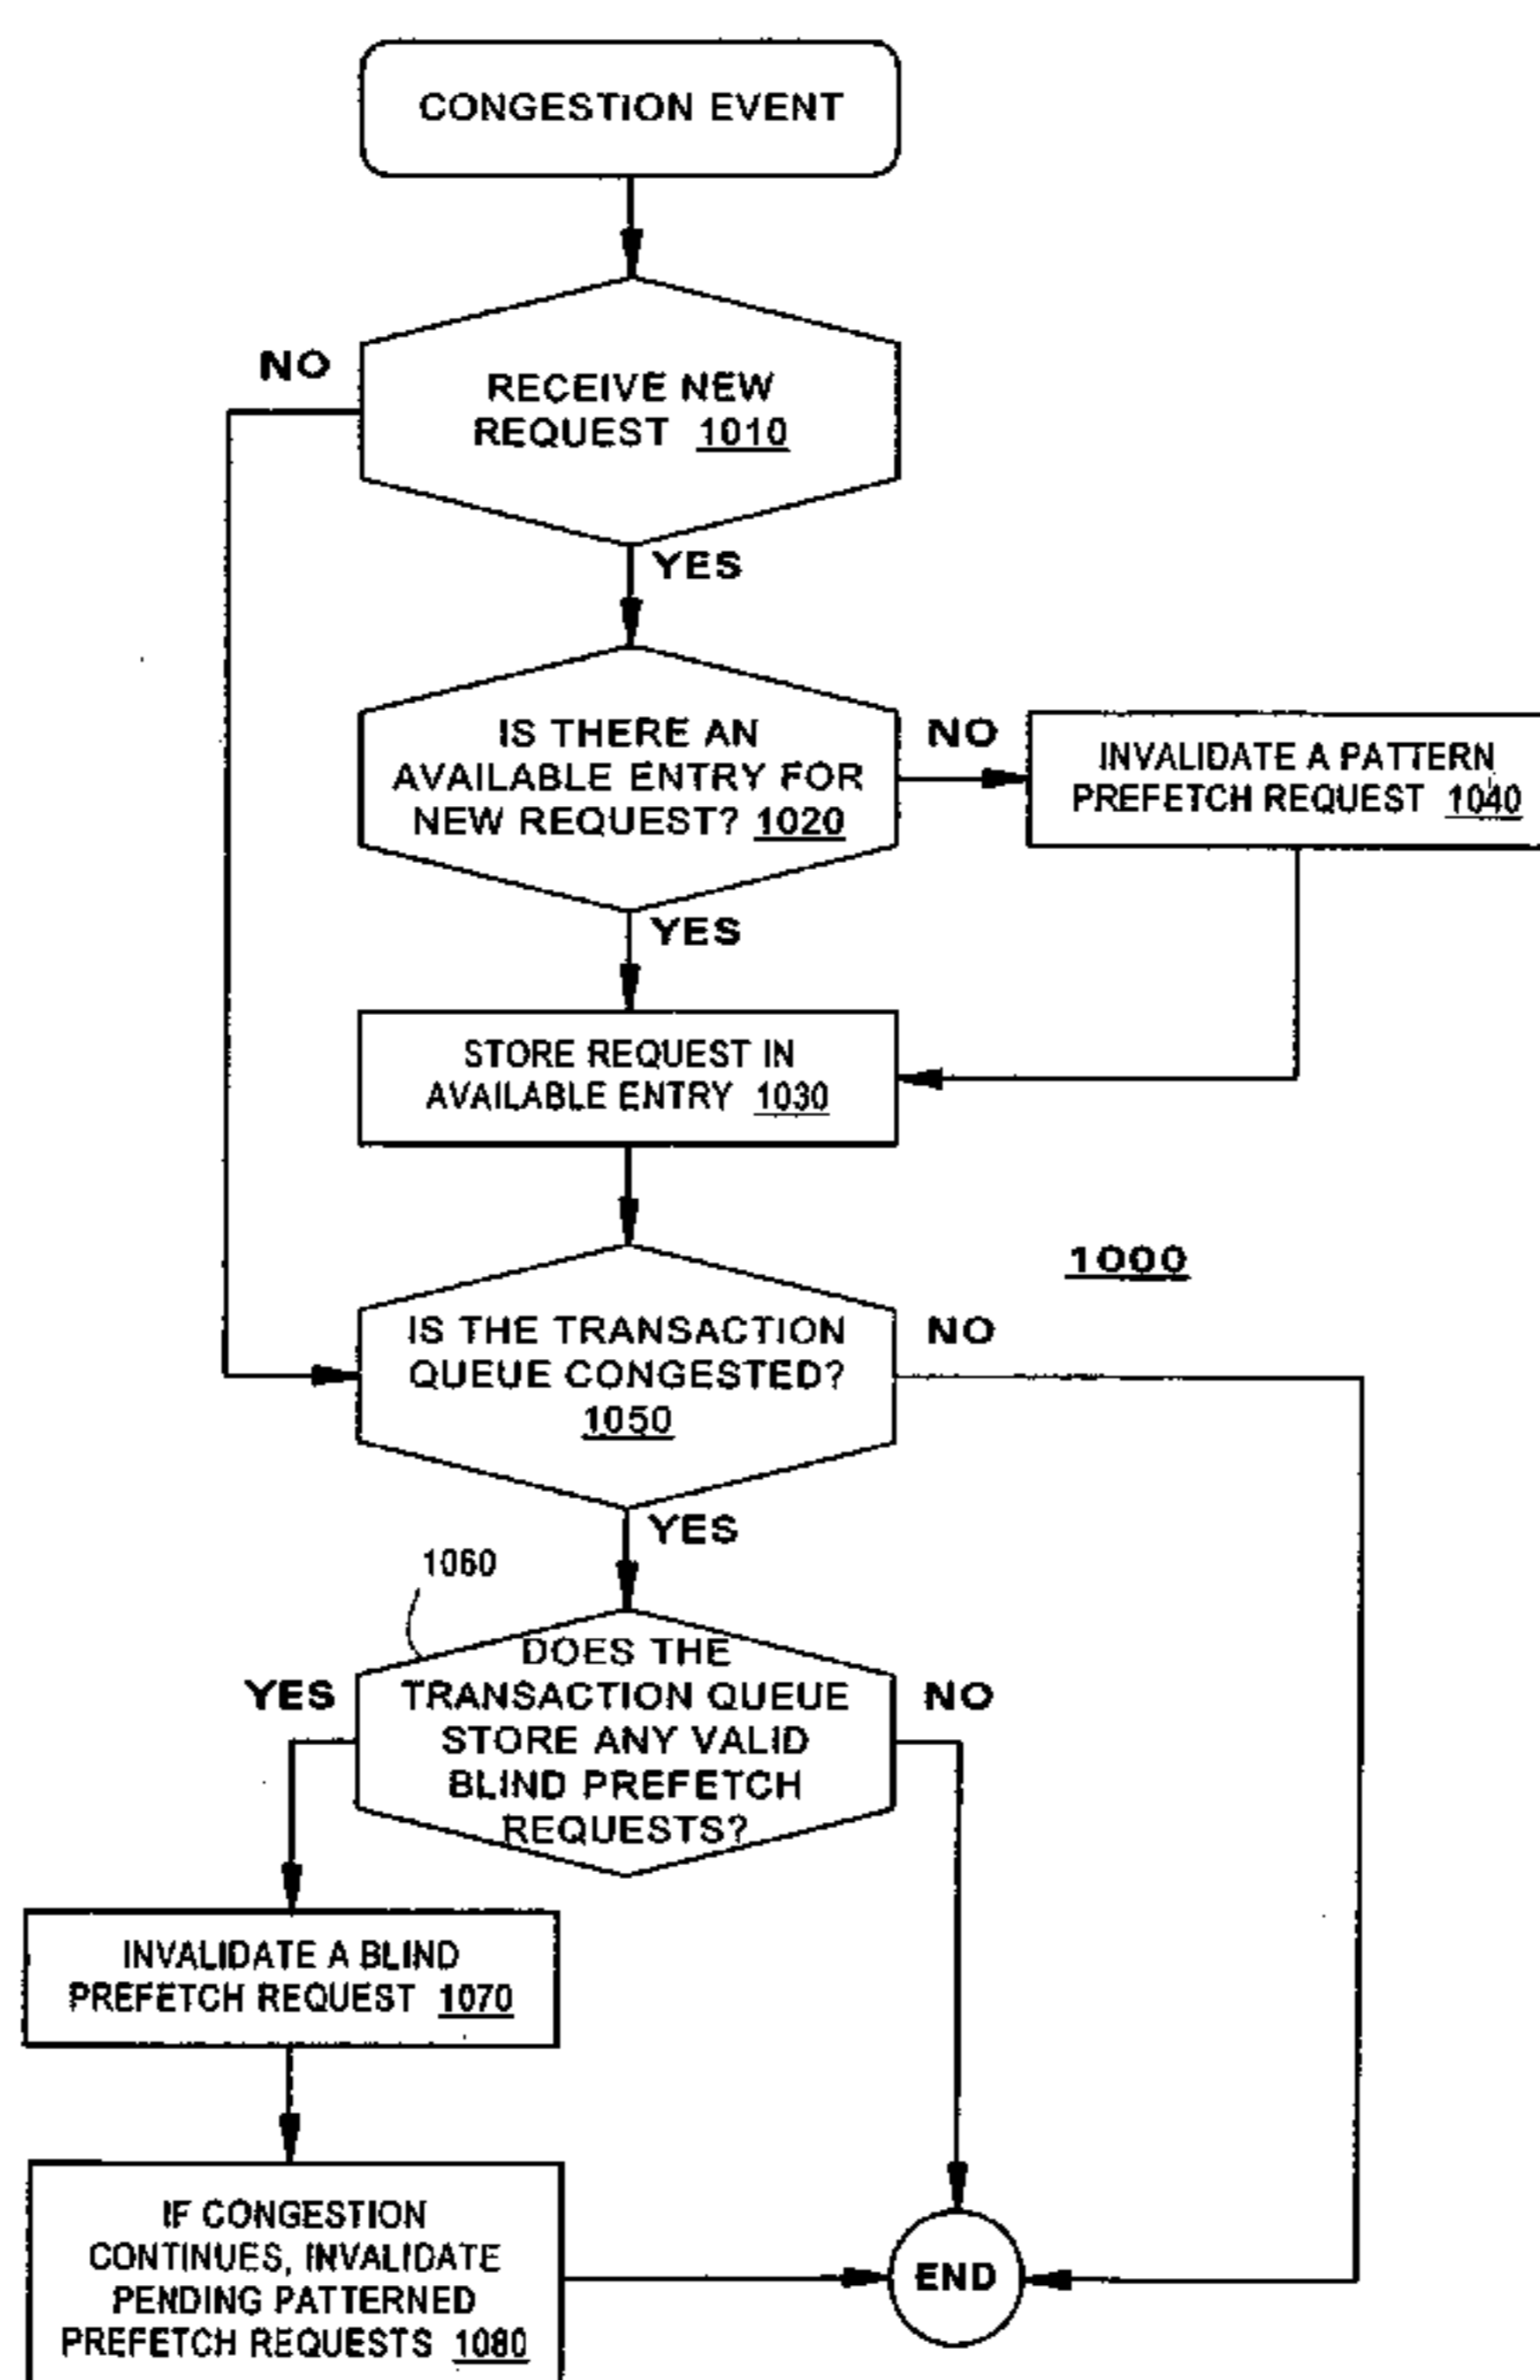 CONGESTION EVENT
NO
RECEIVE NEW
REQUEST 1010
YES
IS THERE AN
AVAILABLE ENTRY FOR
NEW REQUEST? 1020
NO
INVALIDATE A PATTERN
PREFETCH REQUEST 1040
YES
STORE REQUEST IN
AVAILABLE ENTRY 1030
1000
IS THE TRANSACTION
QUEUE CONGESTED?
1050
NO
YES
1060
DOES THE
TRANSACTION QUEUE
STORE ANY VALID
BLIND PREFETCH
REQUESTS?
YES
NO
INVALIDATE A BLIND
PREFETCH REQUEST 1070
IF CONGESTION
CONTINUES, INVALIDATE
PENDING PATTERNED
PREFETCH REQUESTS 1080
END